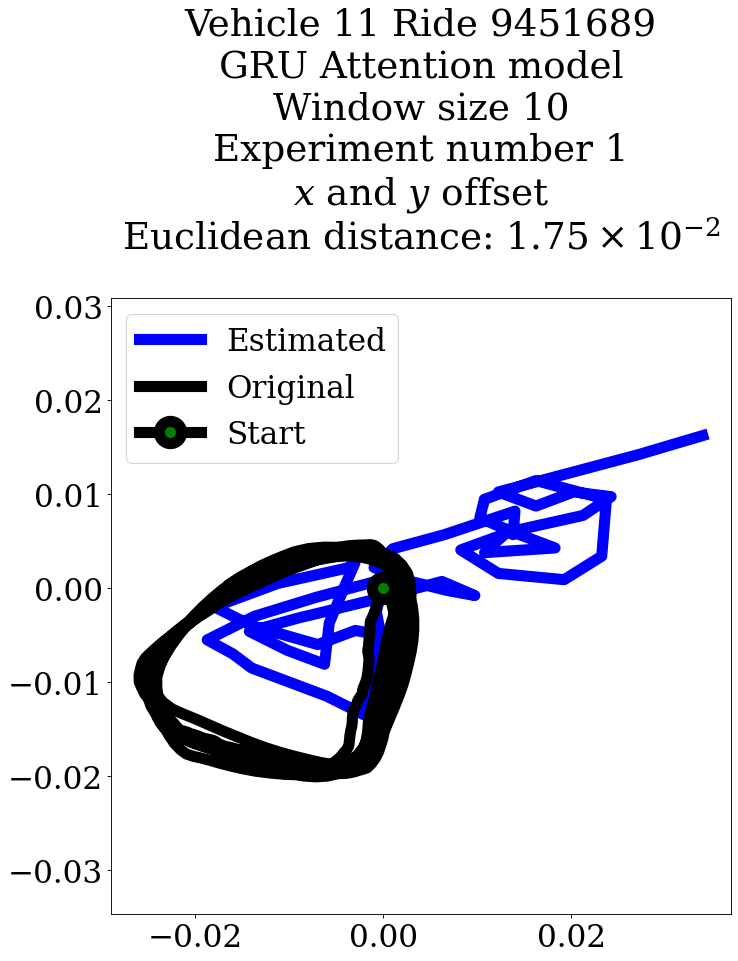 Vehicle 11 Ride 9451689
GRU Attention model
Window size 10
Experiment number 1
x and y offset
Euclidean distance: 1.75 × 10⁻²
Estimated
Original
Start
0.03
0.02
0.01
0.00
−0.01
−0.02
−0.03
−0.02 0.00 0.02